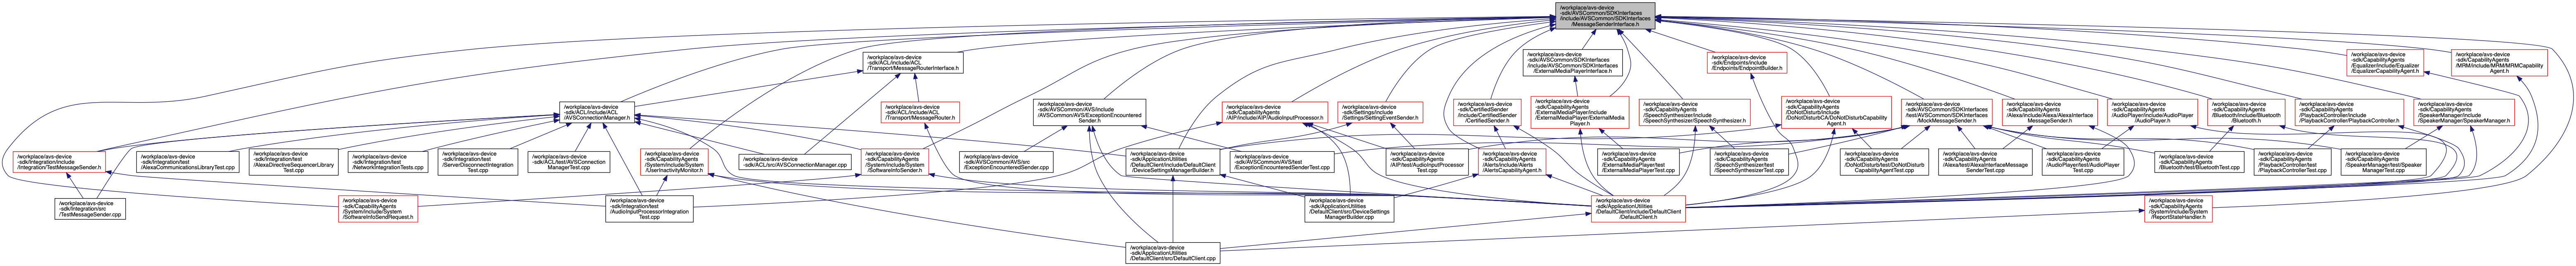 /workplace/avs-device
-sdk/AVSCommon/SDKInterfaces
/include/AVSCommon/SDKInterfaces
/MessageSenderInterface.h
/workplace/avs-device
-sdk/ACL/include/ACL
/Transport/MessageRouterInterface.h
/workplace/avs-device
-sdk/AVSCommon/SDKInterfaces
/include/AVSCommon/SDKInterfaces
/ExternalMediaPlayerInterface.h
/workplace/avs-device
-sdk/Endpoints/include
/Endpoints/EndpointBuilder.h
/workplace/avs-device
-sdk/CapabilityAgents
/Equalizer/include/Equalizer
/EqualizerCapabilityAgent.h
/workplace/avs-device
-sdk/CapabilityAgents
/MRM/include/MRM/MRMCapability
Agent.h
/workplace/avs-device
-sdk/ACL/include/ACL
/AVSConnectionManager.h
/workplace/avs-device
-sdk/ACL/include/ACL
/Transport/MessageRouter.h
/workplace/avs-device
-sdk/AVSCommon/AVS/include
/AVSCommon/AVS/ExceptionEncountered
Sender.h
/workplace/avs-device
-sdk/CapabilityAgents
/AIP/include/AIP/AudioInputProcessor.h
/workplace/avs-device
-sdk/Settings/include
/Settings/SettingEventSender.h
/workplace/avs-device
-sdk/CertifiedSender
/include/CertifiedSender
/CertifiedSender.h
/workplace/avs-device
-sdk/CapabilityAgents
/ExternalMediaPlayer/include
/ExternalMediaPlayer/ExternalMedia
Player.h
/workplace/avs-device
-sdk/CapabilityAgents
/SpeechSynthesizer/include
/SpeechSynthesizer/SpeechSynthesizer.h
/workplace/avs-device
-sdk/CapabilityAgents
/DoNotDisturb/include
/DoNotDisturbCA/DoNotDisturbCapability
Agent.h
/workplace/avs-device
-sdk/AVSCommon/SDKInterfaces
/test/AVSCommon/SDKInterfaces
/MockMessageSender.h
/workplace/avs-device
-sdk/CapabilityAgents
/Alexa/include/Alexa/AlexaInterface
MessageSender.h
/workplace/avs-device
-sdk/CapabilityAgents
/AudioPlayer/include/AudioPlayer
/AudioPlayer.h
/workplace/avs-device
-sdk/CapabilityAgents
/Bluetooth/include/Bluetooth
/Bluetooth.h
/workplace/avs-device
-sdk/CapabilityAgents
/PlaybackController/include
/PlaybackController/PlaybackController.h
/workplace/avs-device
-sdk/CapabilityAgents
/SpeakerManager/include
/SpeakerManager/SpeakerManager.h
/workplace/avs-device
-sdk/Integration/include
/Integration/TestMessageSender.h
/workplace/avs-device
-sdk/Integration/test
/AlexaCommunicationsLibraryTest.cpp
/workplace/avs-device
-sdk/Integration/test
/AlexaDirectiveSequencerLibrary
Test.cpp
/workplace/avs-device
-sdk/Integration/test
/NetworkIntegrationTests.cpp
/workplace/avs-device
-sdk/Integration/test
/ServerDisconnectIntegration
Test.cpp
/workplace/avs-device
-sdk/ACL/test/AVSConnection
ManagerTest.cpp
/workplace/avs-device
-sdk/CapabilityAgents
/System/include/System
/UserInactivityMonitor.h
/workplace/avs-device
-sdk/ACL/src/AVSConnectionManager.cpp
/workplace/avs-device
-sdk/CapabilityAgents
/System/include/System
/SoftwareInfoSender.h
/workplace/avs-device
-sdk/AVSCommon/AVS/src
/ExceptionEncounteredSender.cpp
/workplace/avs-device
-sdk/ApplicationUtilities
/DefaultClient/include/DefaultClient
/DeviceSettingsManagerBuilder.h
/workplace/avs-device
-sdk/AVSCommon/AVS/test
/ExceptionEncounteredSenderTest.cpp
/workplace/avs-device
-sdk/CapabilityAgents
/AIP/test/AudioInputProcessor
Test.cpp
/workplace/avs-device
-sdk/CapabilityAgents
/Alerts/include/Alerts
/AlertsCapabilityAgent.h
/workplace/avs-device
-sdk/CapabilityAgents
/ExternalMediaPlayer/test
/ExternalMediaPlayerTest.cpp
/workplace/avs-device
-sdk/CapabilityAgents
/SpeechSynthesizer/test
/SpeechSynthesizerTest.cpp
/workplace/avs-device
-sdk/CapabilityAgents
/DoNotDisturb/test/DoNotDisturb
CapabilityAgentTest.cpp
/workplace/avs-device
-sdk/CapabilityAgents
/Alexa/test/AlexaInterfaceMessage
SenderTest.cpp
/workplace/avs-device
-sdk/CapabilityAgents
/AudioPlayer/test/AudioPlayer
Test.cpp
/workplace/avs-device
-sdk/CapabilityAgents
/Bluetooth/test/BluetoothTest.cpp
/workplace/avs-device
-sdk/CapabilityAgents
/PlaybackController/test
/PlaybackControllerTest.cpp
/workplace/avs-device
-sdk/CapabilityAgents
/SpeakerManager/test/Speaker
ManagerTest.cpp
/workplace/avs-device
-sdk/Integration/src
/TestMessageSender.cpp
/workplace/avs-device
-sdk/CapabilityAgents
/System/include/System
/SoftwareInfoSendRequest.h
/workplace/avs-device
-sdk/Integration/test
/AudioInputProcessorIntegration
Test.cpp
/workplace/avs-device
-sdk/ApplicationUtilities
/DefaultClient/src/DeviceSettings
ManagerBuilder.cpp
/workplace/avs-device
-sdk/ApplicationUtilities
/DefaultClient/include/DefaultClient
/DefaultClient.h
/workplace/avs-device
-sdk/CapabilityAgents
/System/include/System
/ReportStateHandler.h
/workplace/avs-device
-sdk/ApplicationUtilities
/DefaultClient/src/DefaultClient.cpp